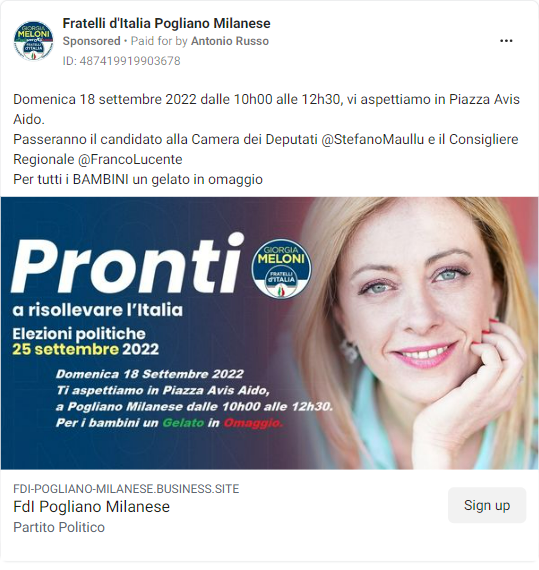 Fratelli d'Italia Pogliano Milanese
Sponsored • Paid for by Antonio Russo
ID: 487419919903678
Domenica 18 settembre 2022 dalle 10h00 alle 12h30, vi aspettiamo in Piazza Avis
Aido.
Passeranno il candidato alla Camera dei Deputati @StefanoMaullu e il Consigliere
Regionale @FrancoLucente
Per tutti i BAMBINI un gelato in omaggio
Pronti
GIORGIA
MELONI
FRATELLI
d'ITALIA
a risollevare l'Italia
Elezioni politiche
25 settembre 2022
Domenica 18 Settembre 2022
Ti aspettiamo in Piazza Avis Aido,
a Pogliano Milanese dalle 10h00 alle 12h30.
Per i bambini un Gelato in Omaggio.
FDI-POGLIANO-MILANESE.BUSINESS.SITE
FdI Pogliano Milanese
Partito Politico
Sign up